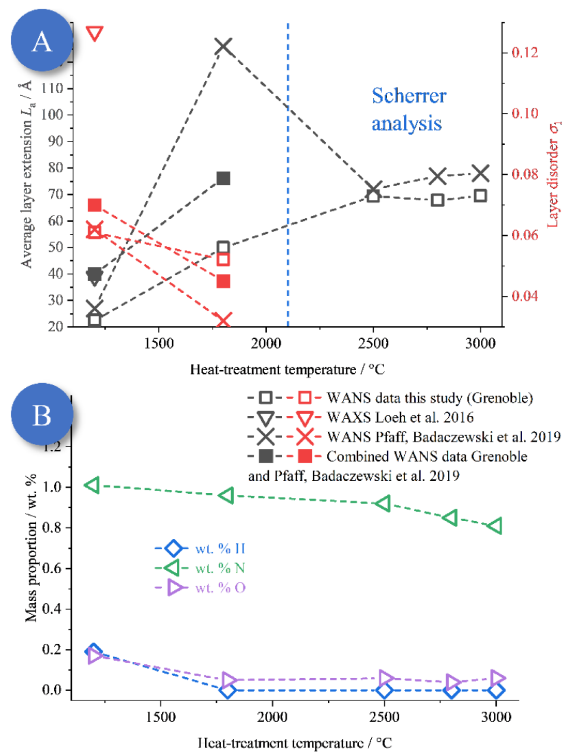 A
Average layer extension La / Å
20
30
40
50
60
70
80
90
110
130
Scherrer
analysis
0.12
0.10
0.08
0.06
0.04
Layer disorder σ1
1500
2000
2500
3000
Heat-treatment temperature / °C
B
WANS data this study (Grenoble)
WAXS Loeh et al. 2016
WANS Pfaff, Badaczewski et al. 2019
Combined WANS data Grenoble
and Pfaff, Badaczewski et al. 2019
Mass proportion / wt. %
1.2
1.0
0.8
0.6
0.4
0.2
0.0
wt. % H
wt. % N
wt. % O
1500
2000
2500
3000
Heat-treatment temperature / °C